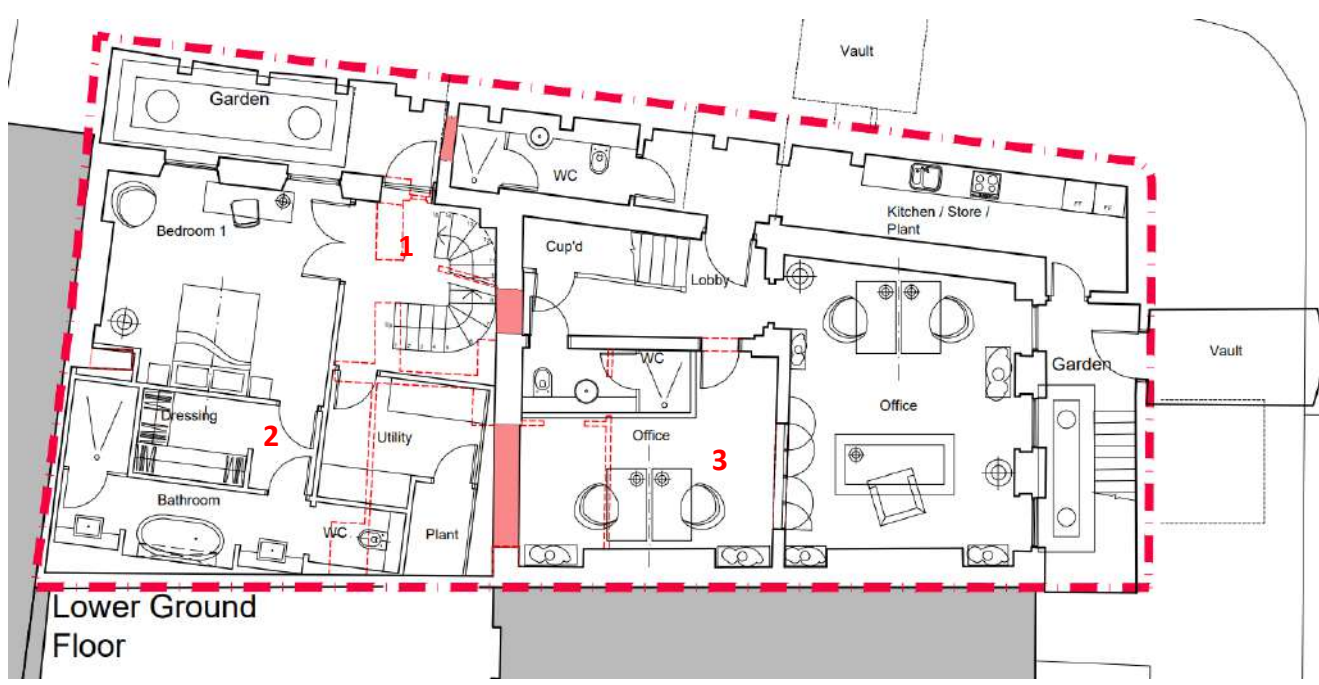 Vault
Garden
WC
Kitchen / Store /
Plant
Bedroom 1
1
Cup'd
Lobby
Vault
Garden
WC
Office
Dressing
2
Utility
Office
3
Bathroom
WC
Plant
Lower Ground
Floor